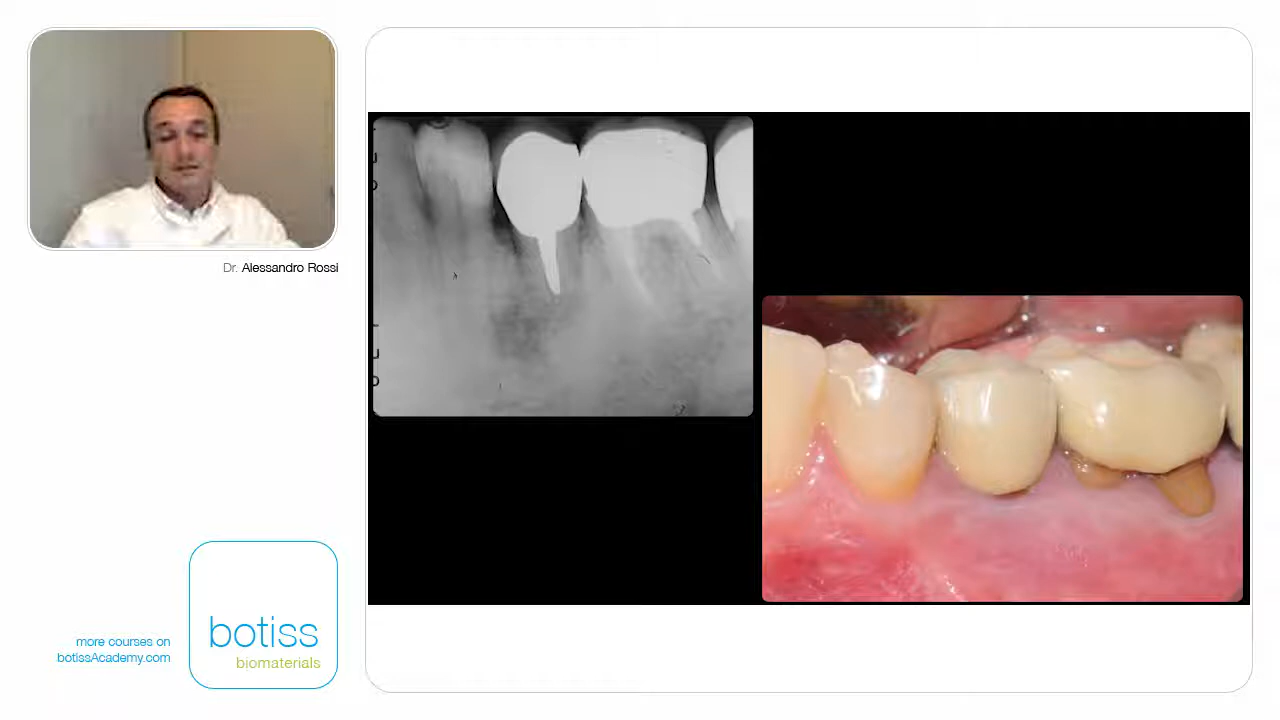 Dr. Alessandro Rossi
botiss
biomaterials
more courses on
botissAcademy.com